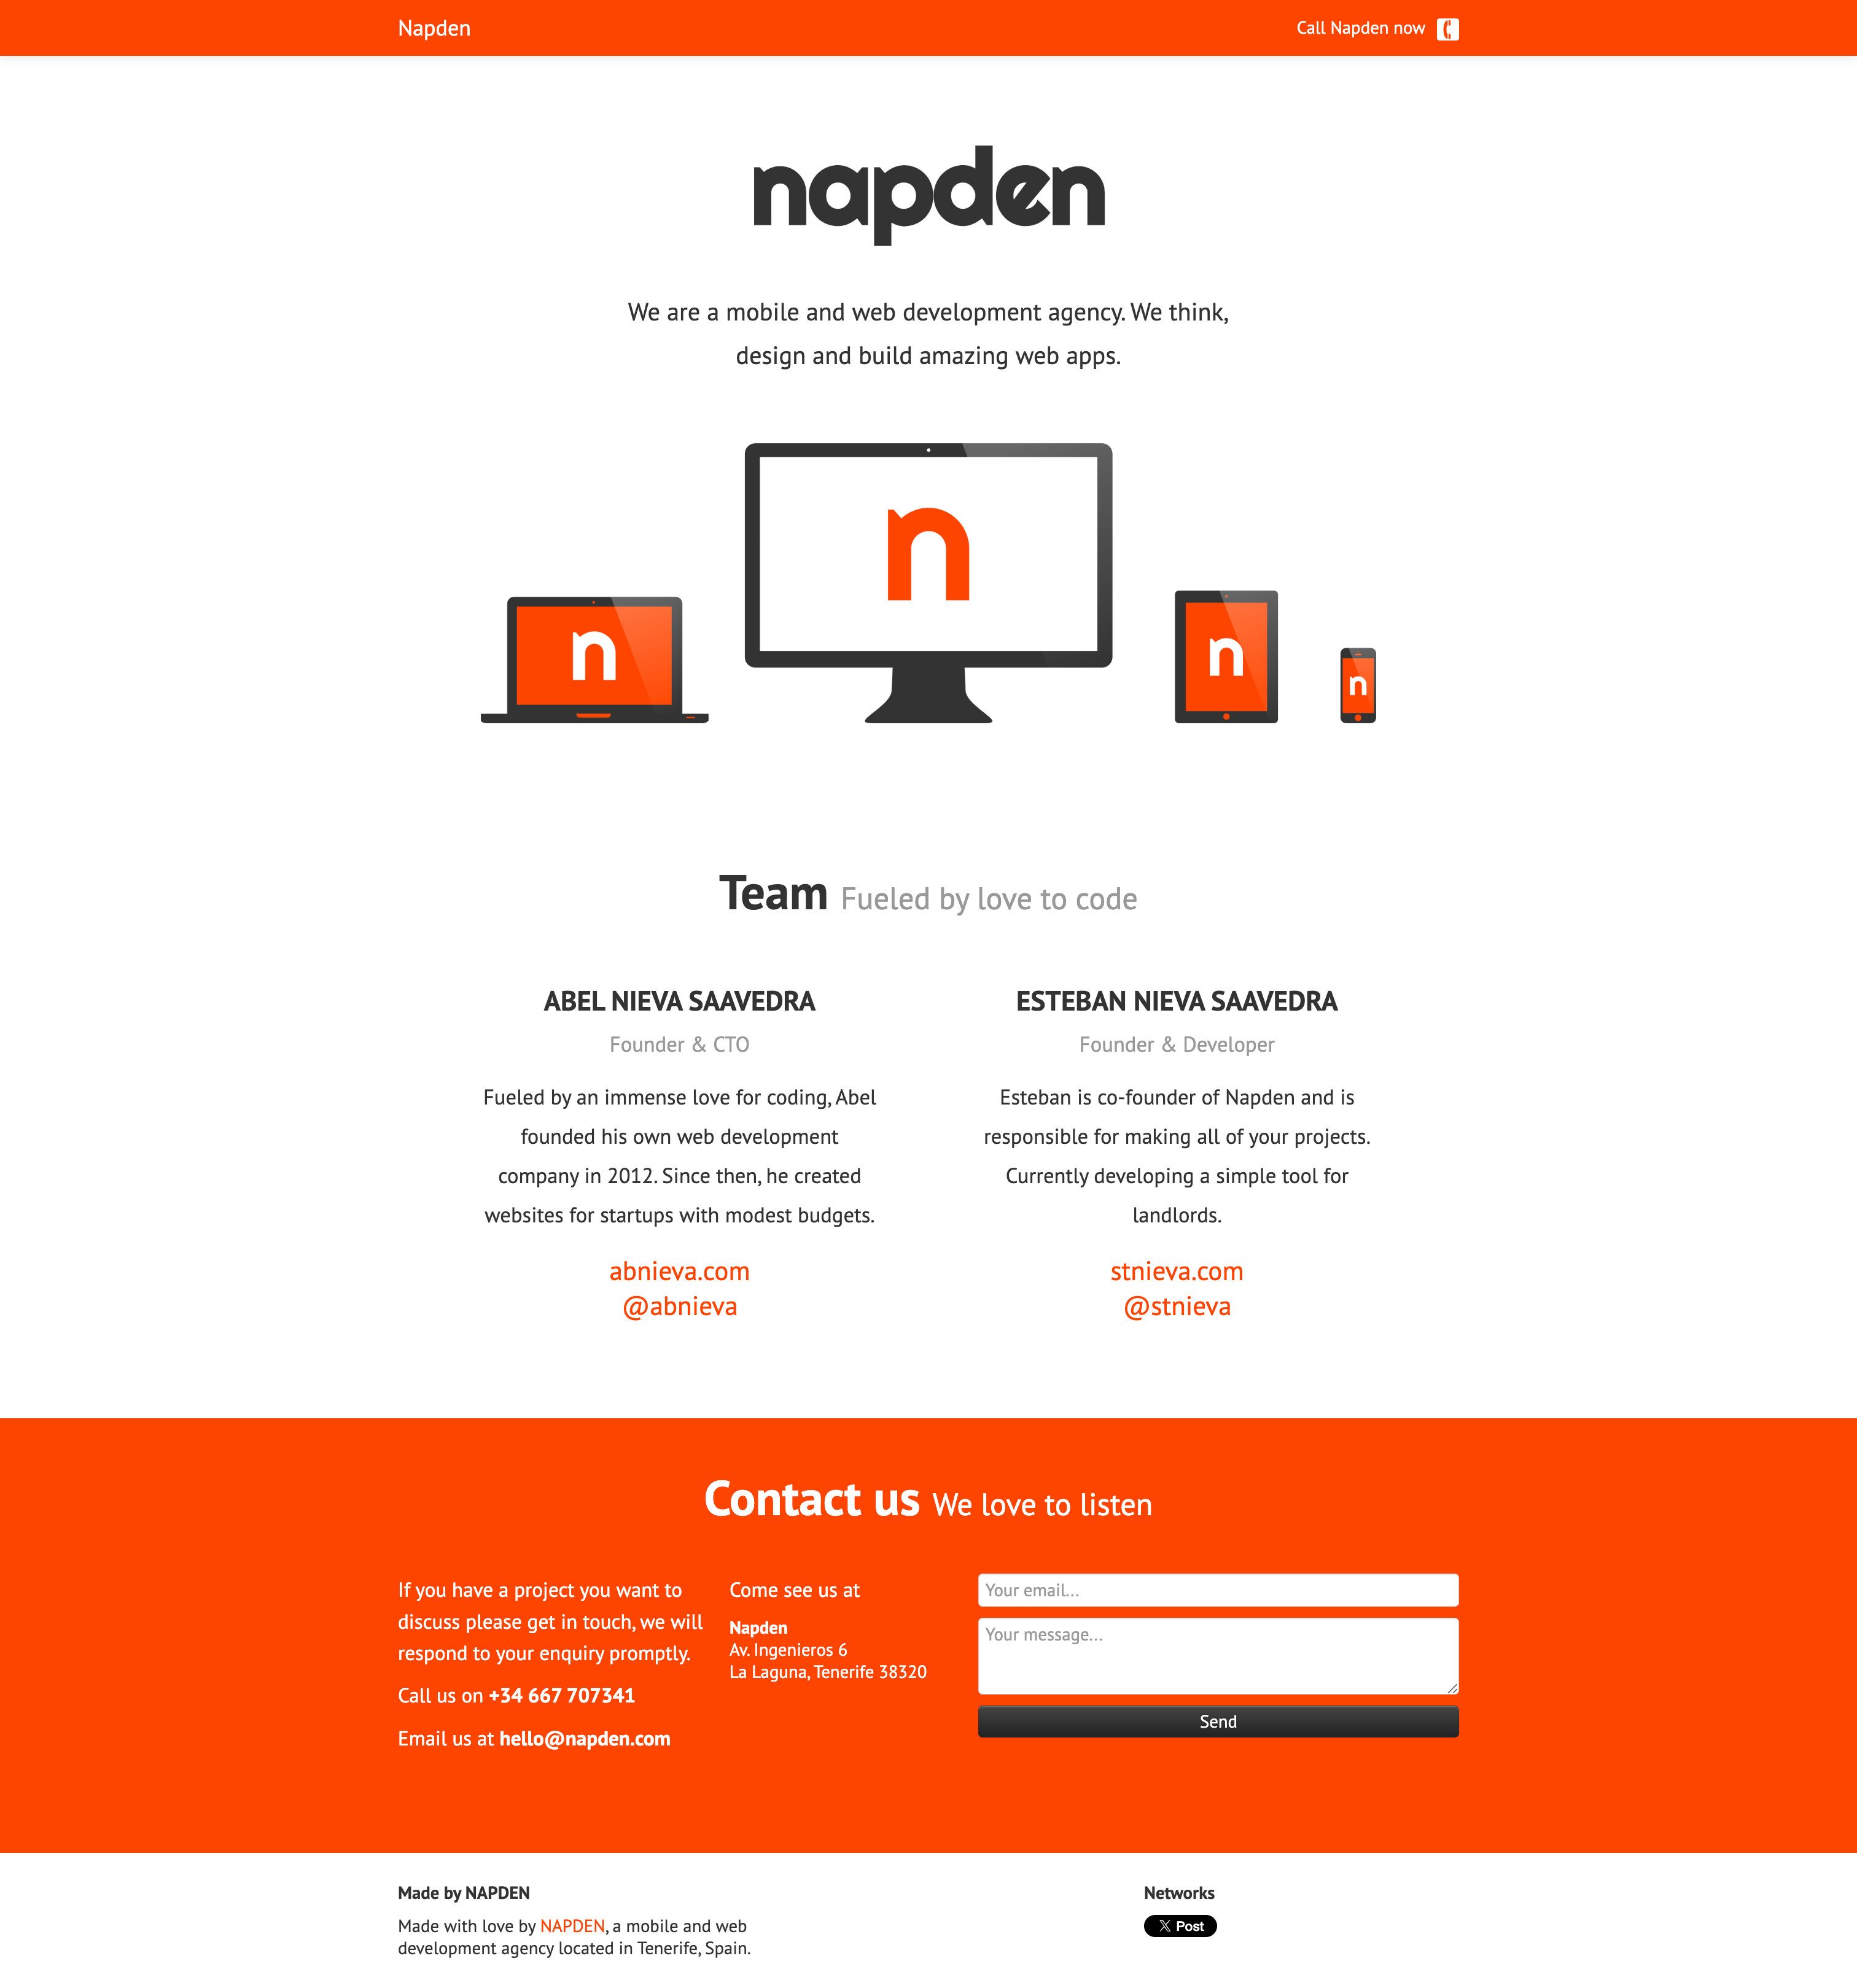 Napden
Call Napden now
napden
We are a mobile and web development agency. We think,
design and build amazing web apps.
n
n
n
n
Team Fueled by love to code
ABEL NIEVA SAAVEDRA
Founder & CTO
Fueled by an immense love for coding, Abel
founded his own web development
company in 2012. Since then, he created
websites for startups with modest budgets.
abnieva.com
@abnieva
ESTEBAN NIEVA SAAVEDRA
Founder & Developer
Esteban is co-founder of Napden and is
responsible for making all of your projects.
Currently developing a simple tool for
landlords.
stnieva.com
@stnieva
Contact us We love to listen
If you have a project you want to
discuss please get in touch, we will
respond to your enquiry promptly.
Call us on +34 667 707341
Email us at hello@napden.com
Come see us at
Napden
Av. Ingenieros 6
La Laguna, Tenerife 38320
Your email...
Your message...
Send
Made by NAPDEN
Made with love by NAPDEN, a mobile and web
development agency located in Tenerife, Spain.
Networks
Post